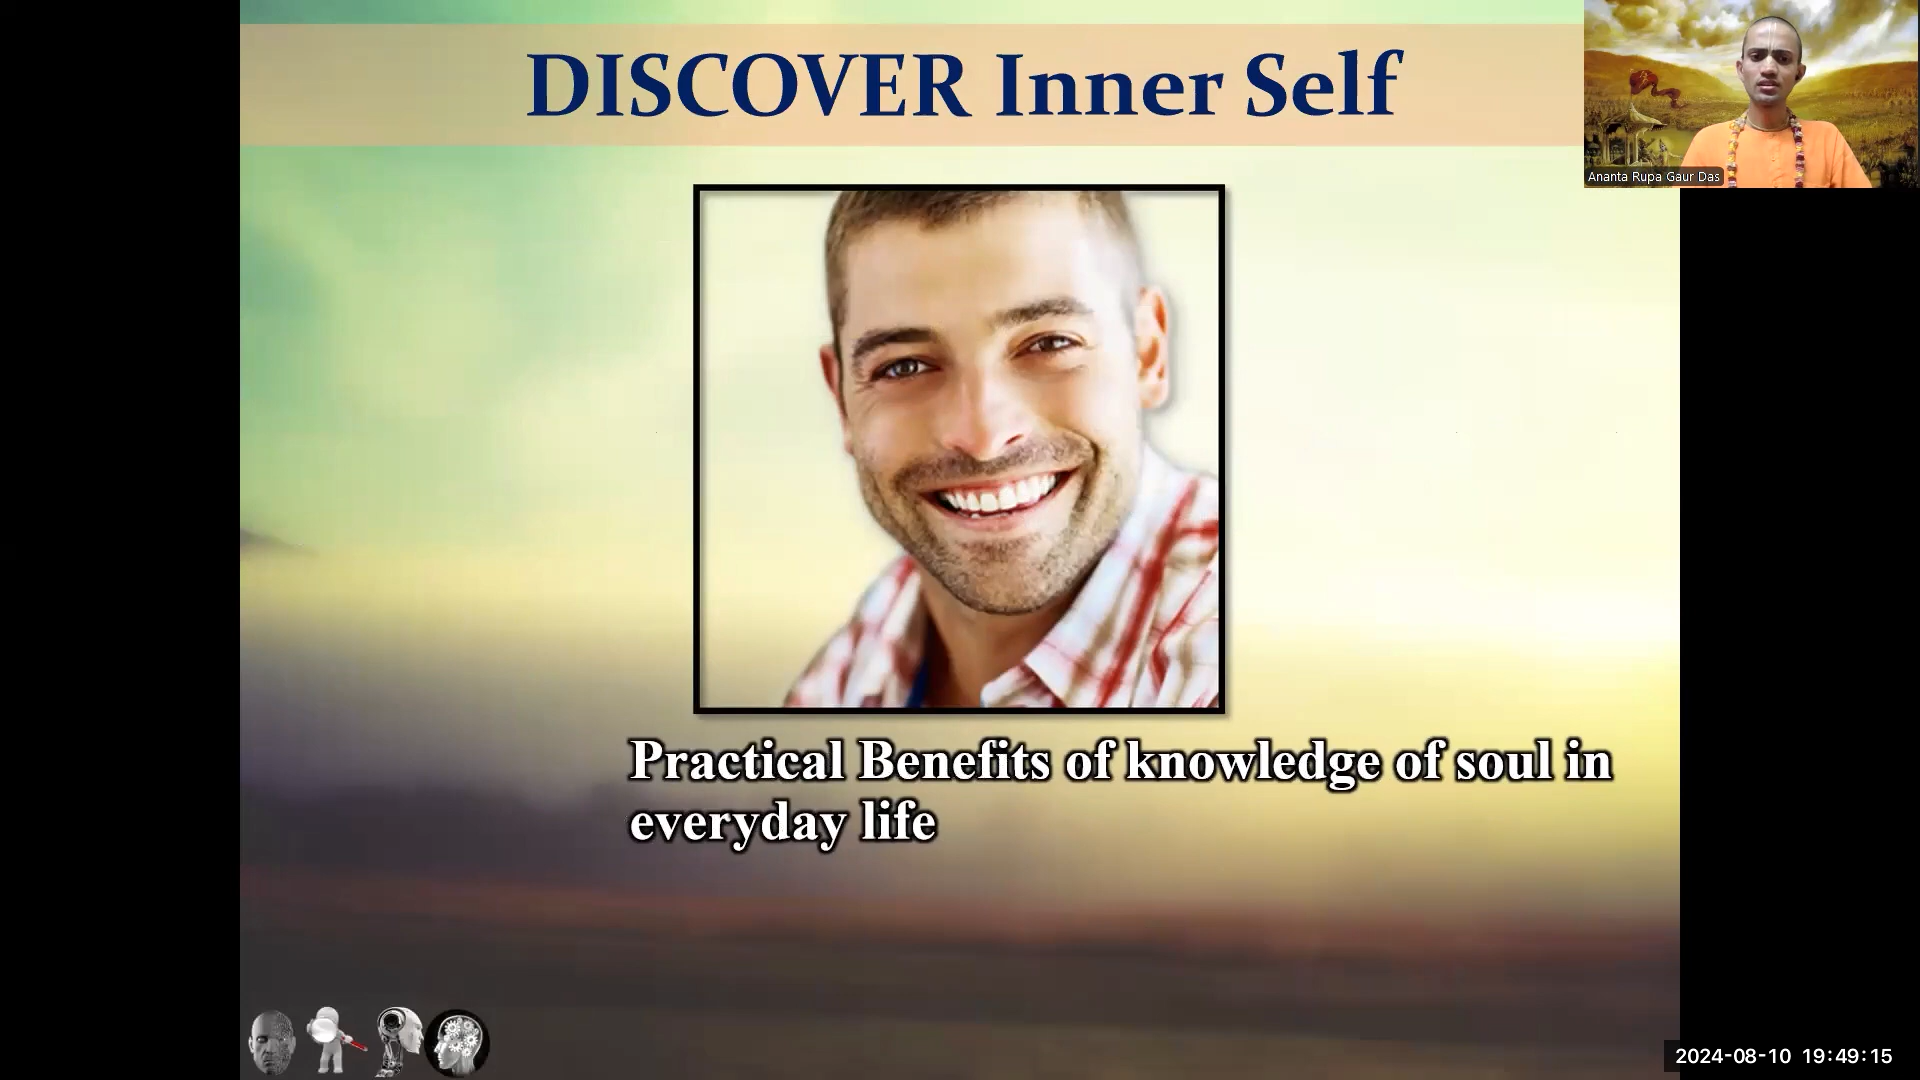 DISCOVER Inner Self
Ananta Rupa Gaur Das
Practical Benefits of knowledge of soul in
everyday life
2024-08-10 19:49:15